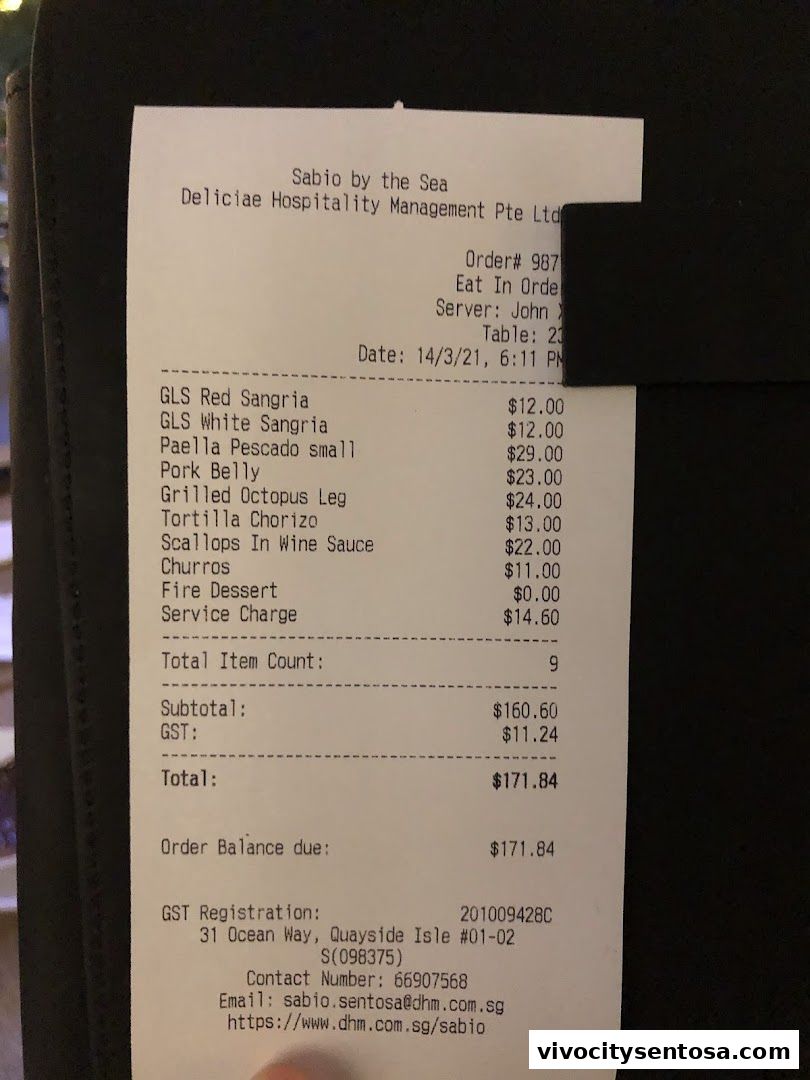 Sabio by the Sea
Deliciae Hospitality Management Pte Ltd
Order# 987
Eat In Orde
Server: John
Table: 23
Date: 14/3/21, 6:11 PM
GLS Red Sangria $12.00
GLS White Sangria $12.00
Paella Pescado small $29.00
Pork Belly $23.00
Grilled Octopus Leg $24.00
Tortilla Chorizo $13.00
Scallops In Wine Sauce $22.00
Churros $11.00
Fire Dessert $0.00
Service Charge $14.60
Total Item Count: 9
Subtotal: $160.60
GST: $11.24
Total: $171.84
Order Balance due: $171.84
GST Registration: 201009428C
31 Ocean Way, Quayside Isle #01-02
S(098375)
Contact Number: 66907568
Email: sabio.sentosa@dhm.com.sg
https://www.dhm.com.sg/sabio
vivocitysentosa.com